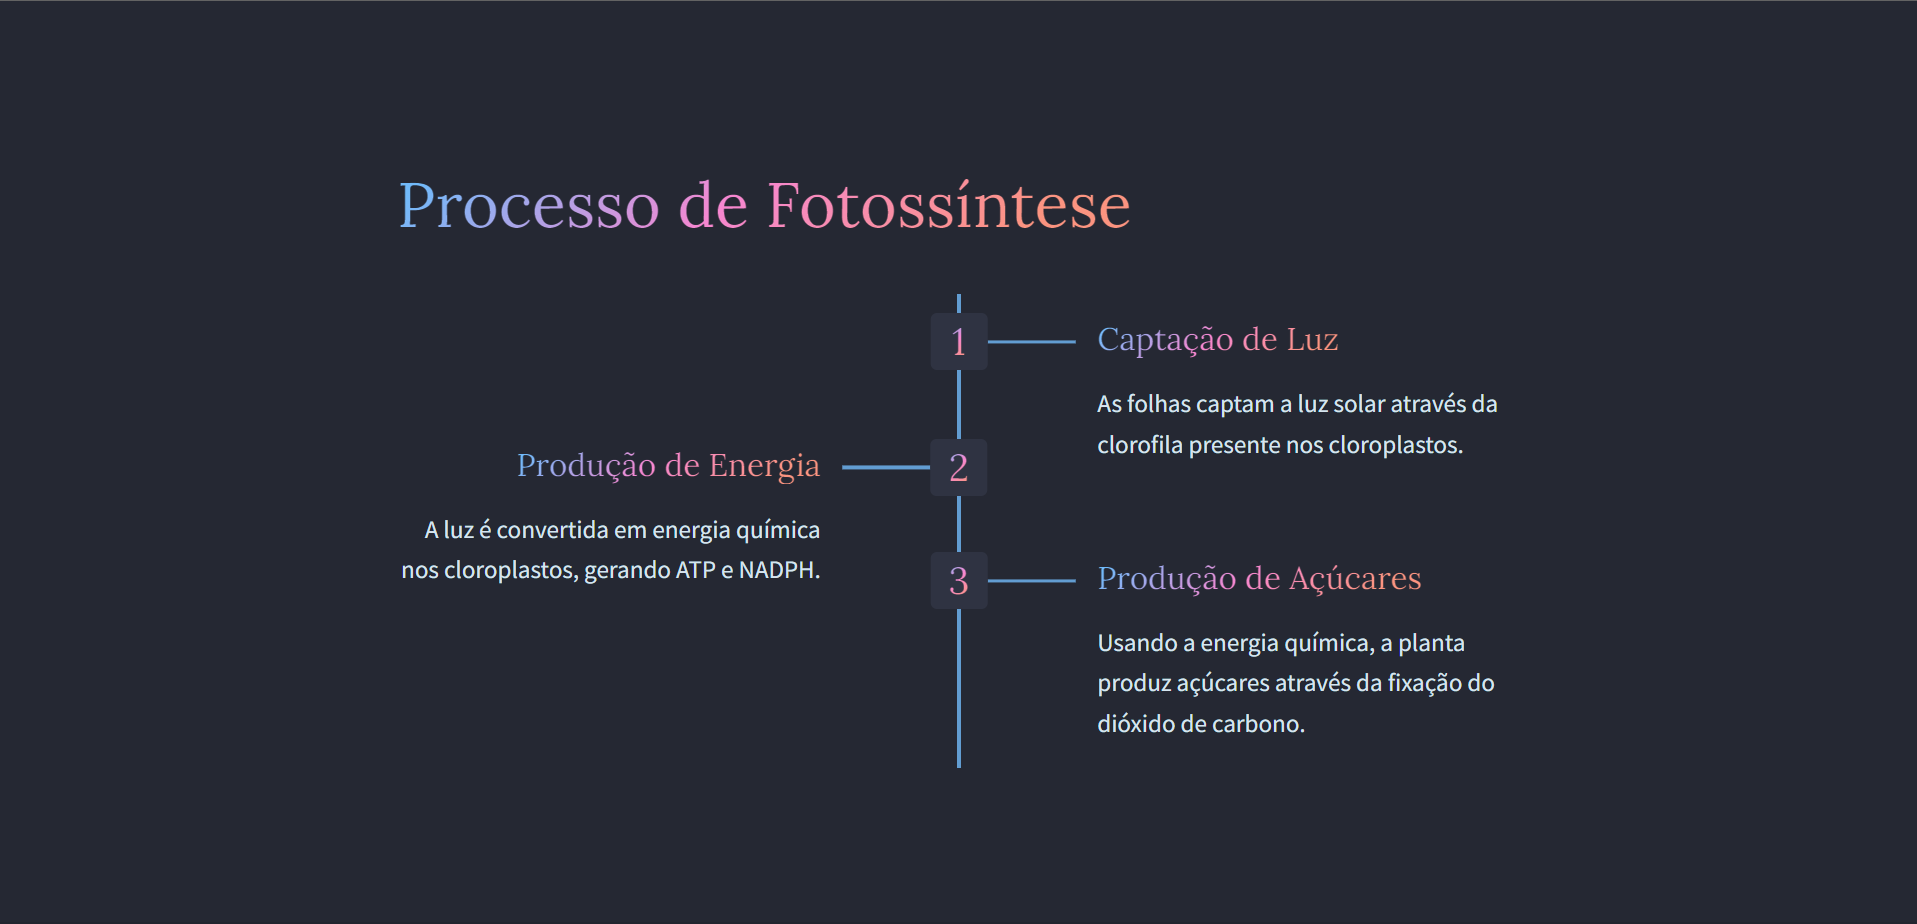 Processo de Fotossíntese
1
Captação de Luz
As folhas captam a luz solar através da
clorofila presente nos cloroplastos.
2
Produção de Energia
A luz é convertida em energia química
nos cloroplastos, gerando ATP e NADPH.
3
Produção de Açúcares
Usando a energia química, a planta
produz açúcares através da fixação do
dióxido de carbono.